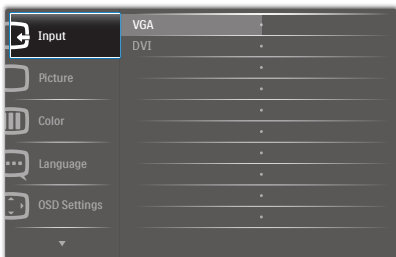 Input
VGA
DVI
Picture
Color
Language
OSD Settings